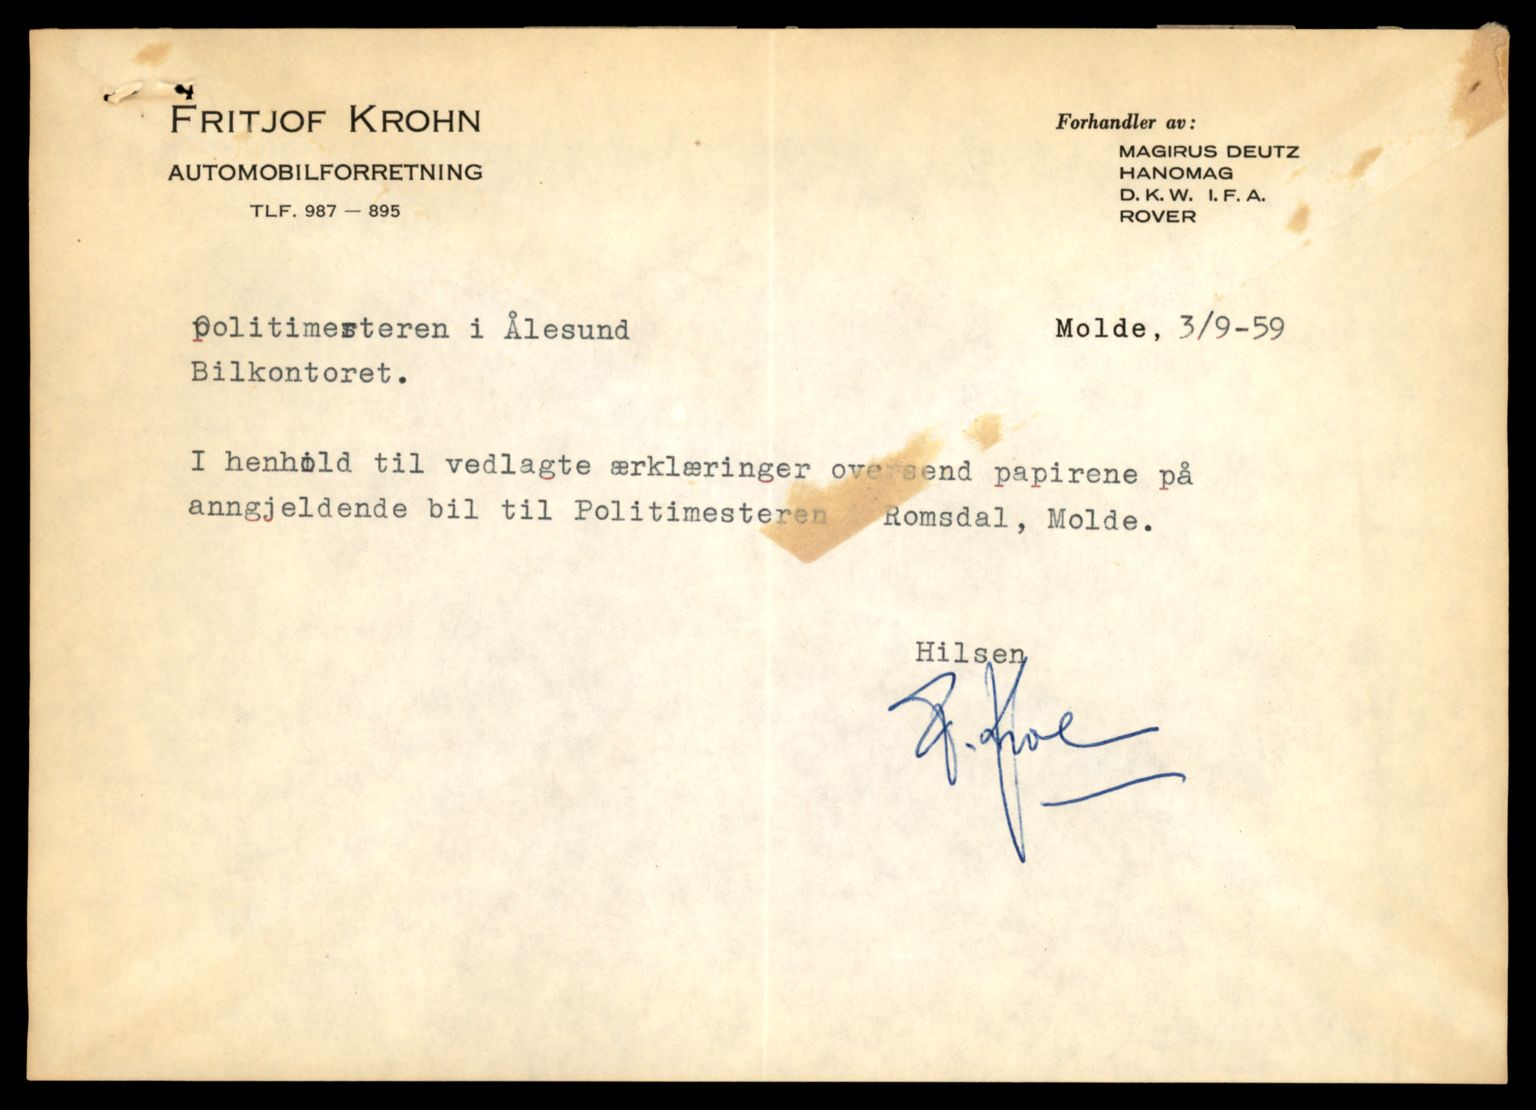 FRITJOF KROHN
AUTOMOBILFORRETNING
TLF. 987 — 895
Forhandler av:
MAGIRUS DEUTZ
HANOMAG
D. K. W. I. F. A.
ROVER
Politimesteren i Ålesund
Bilkontoret.
Molde, 3/9-59
I henhold til vedlagte ærklæringer oversend papirene på
anngjeldende bil til Politimesteren Romsdal, Molde.
Hilsen